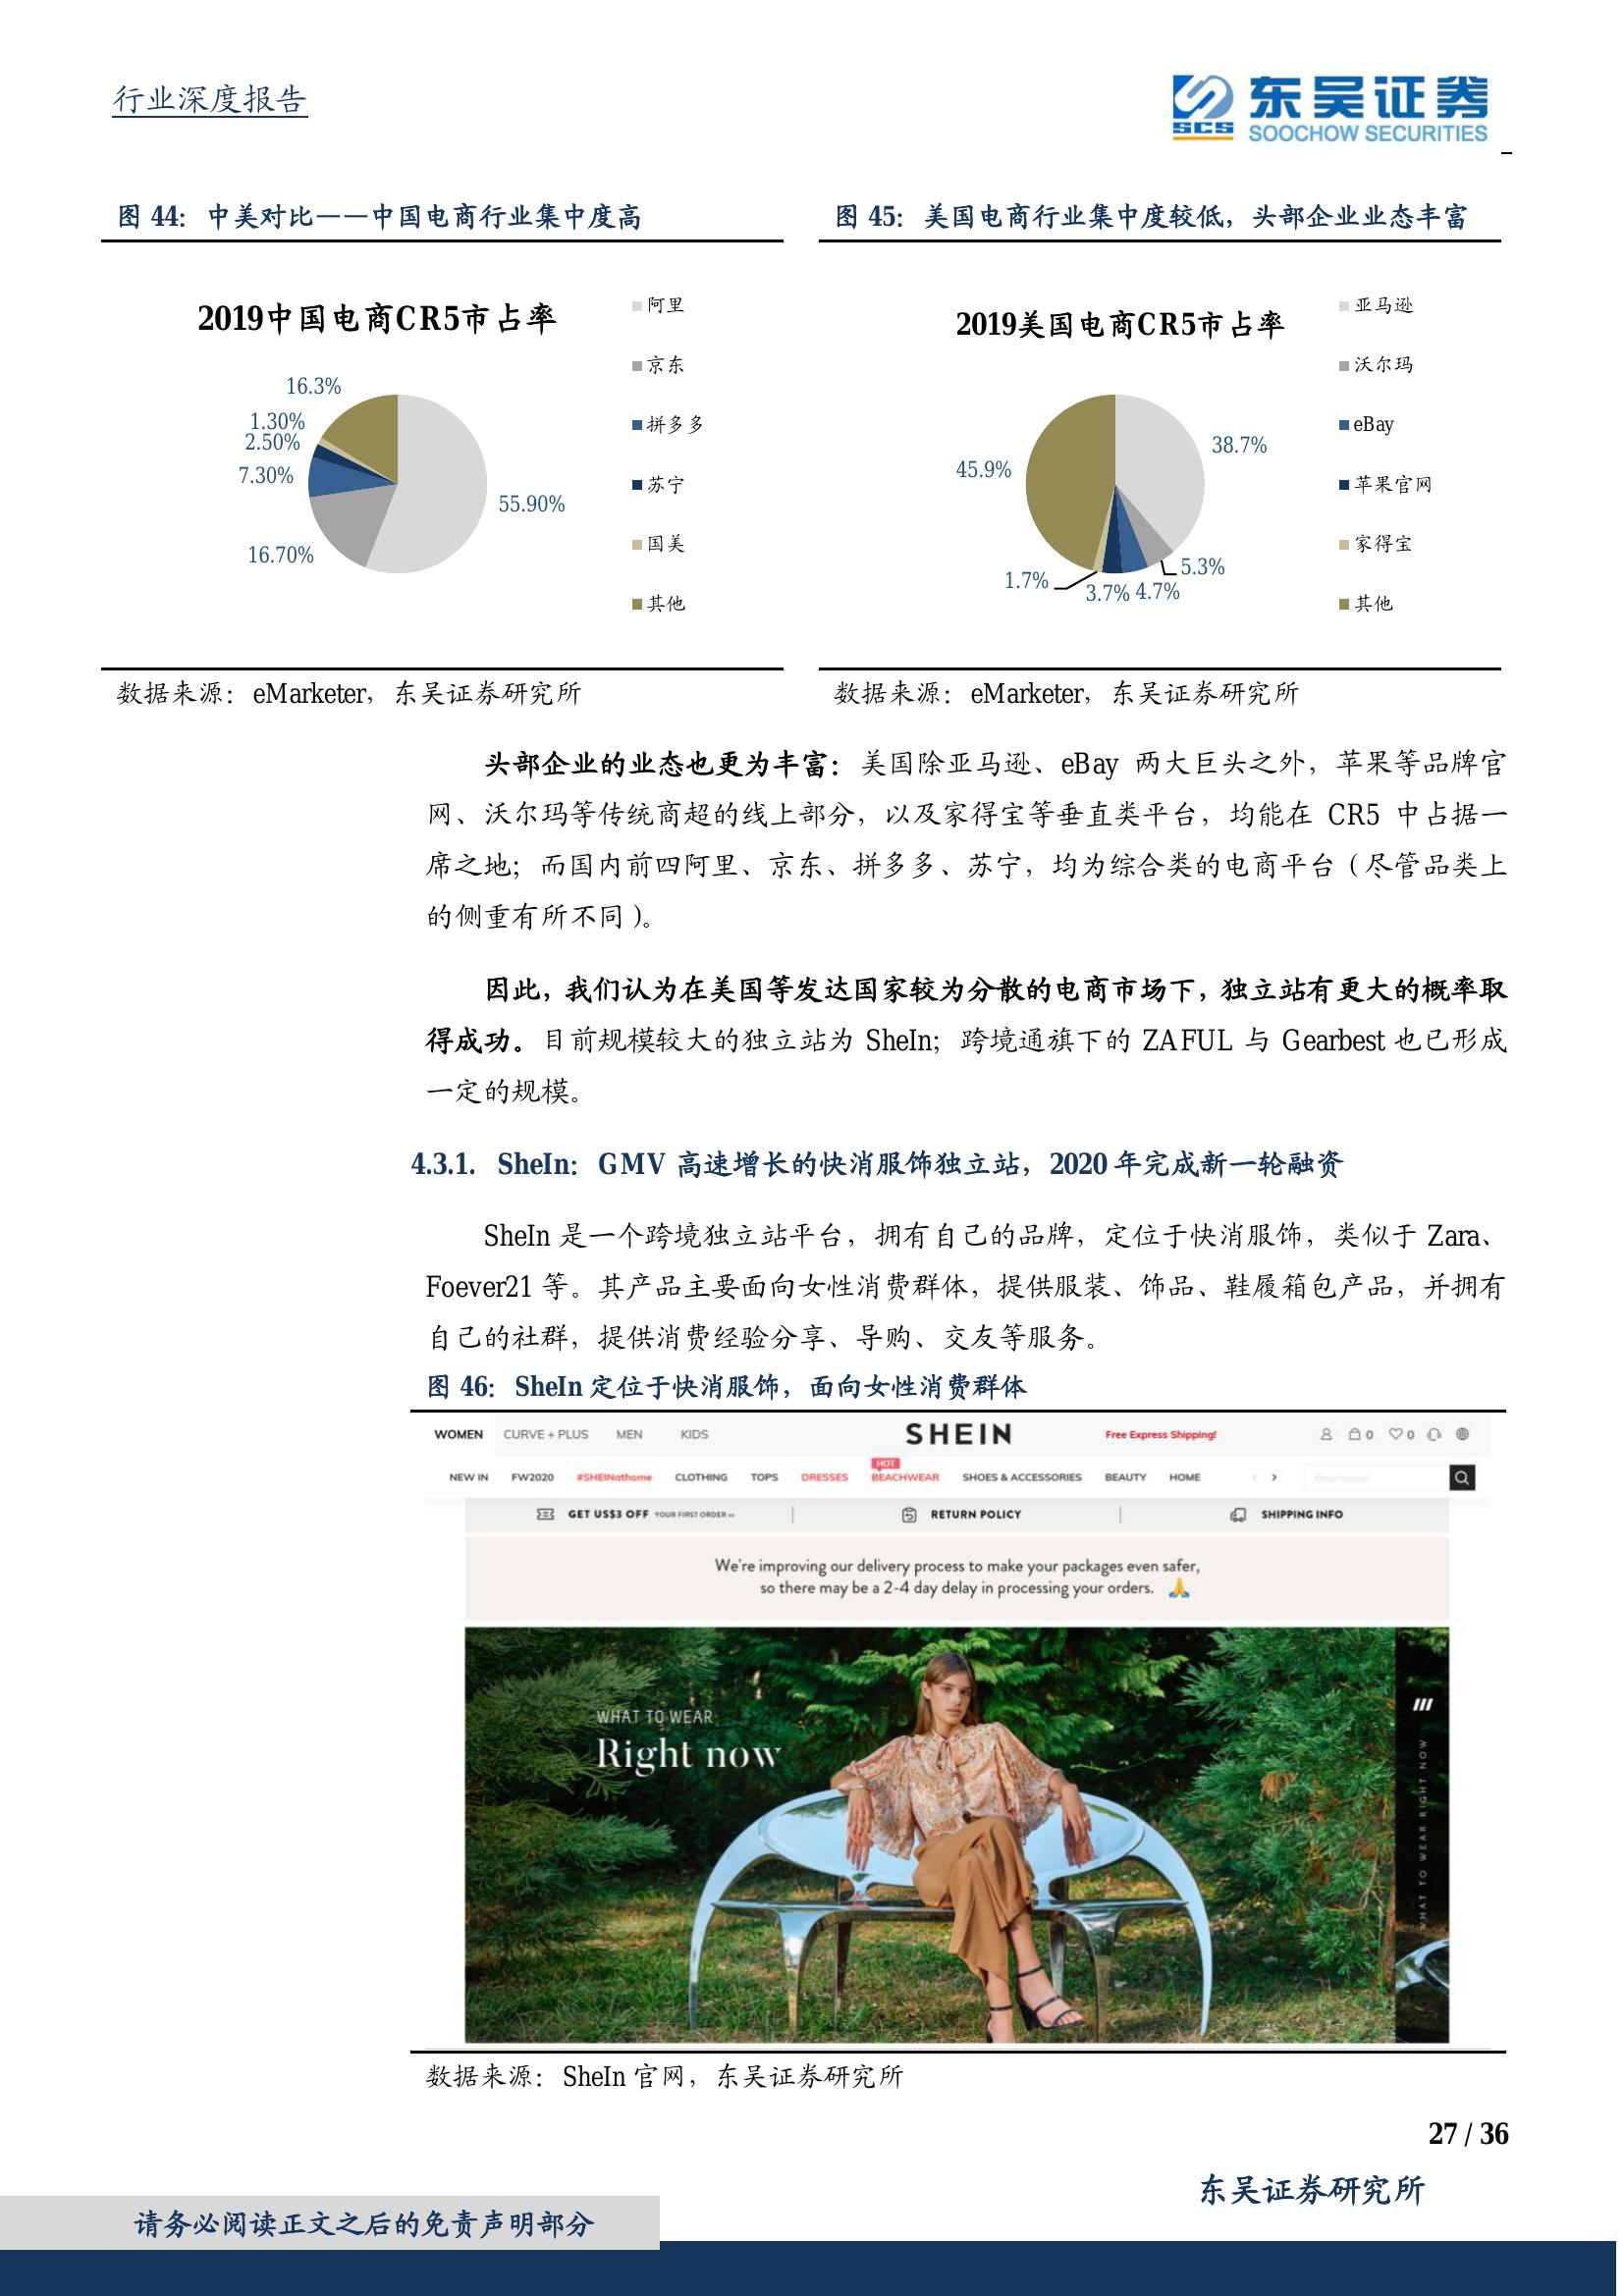 行业深度报告
东吴证券
SCS
SOOCHOW SECURITIES
图 44：中美对比——中国电商行业集中度高
2019中国电商CR5市占率
16.3%
1.30%
2.50%
7.30%
16.70%
55.90%
阿里
京东
拼多多
苏宁
国美
其他
数据来源：eMarketer，东吴证券研究所
图 45：美国电商行业集中度较低，头部企业业态丰富
2019美国电商CR5市占率
45.9%
38.7%
5.3%
1.7%
3.7% 4.7%
亚马逊
沃尔玛
eBay
苹果官网
家得宝
其他
数据来源：eMarketer，东吴证券研究所
头部企业的业态也更为丰富：美国除亚马逊、eBay 两大巨头之外，苹果等品牌官
网、沃尔玛等传统商超的线上部分，以及家得宝等垂直类平台，均能在 CR5 中占据一
席之地；而国内前四阿里、京东、拼多多、苏宁，均为综合类的电商平台（尽管品类上
的侧重有所不同）。
因此，我们认为在美国等发达国家较为分散的电商市场下，独立站有更大的概率取
得成功。目前规模较大的独立站为 SheIn；跨境通旗下的 ZAFUL 与 Gearbest 也已形成
一定的规模。
4.3.1. SheIn：GMV 高速增长的快消服饰独立站，2020 年完成新一轮融资
SheIn 是一个跨境独立站平台，拥有自己的品牌，定位于快消服饰，类似于 Zara、
Foever21 等。其产品主要面向女性消费群体，提供服装、饰品、鞋履箱包产品，并拥有
自己的社群，提供消费经验分享、导购、交友等服务。
图 46：SheIn 定位于快消服饰，面向女性消费群体
WOMEN CURVE + PLUS MEN KIDS SHEIN Free Express Shipping! 0 0
HOT
NEW IN FW2020 #SHEINathome CLOTHING TOPS DRESSES BEACHWEAR SHOES & ACCESSORIES BEAUTY HOME
GET US$3 OFF YOUR FIRST ORDER RETURN POLICY SHIPPING INFO
We're improving our delivery process to make your packages even safer,
so there may be a 2-4 day delay in processing your orders.
WHAT TO WEAR
Right now
WHAT TO WEAR RIGHT NOW
数据来源：SheIn 官网，东吴证券研究所
27 / 36
东吴证券研究所
请务必阅读正文之后的免责声明部分